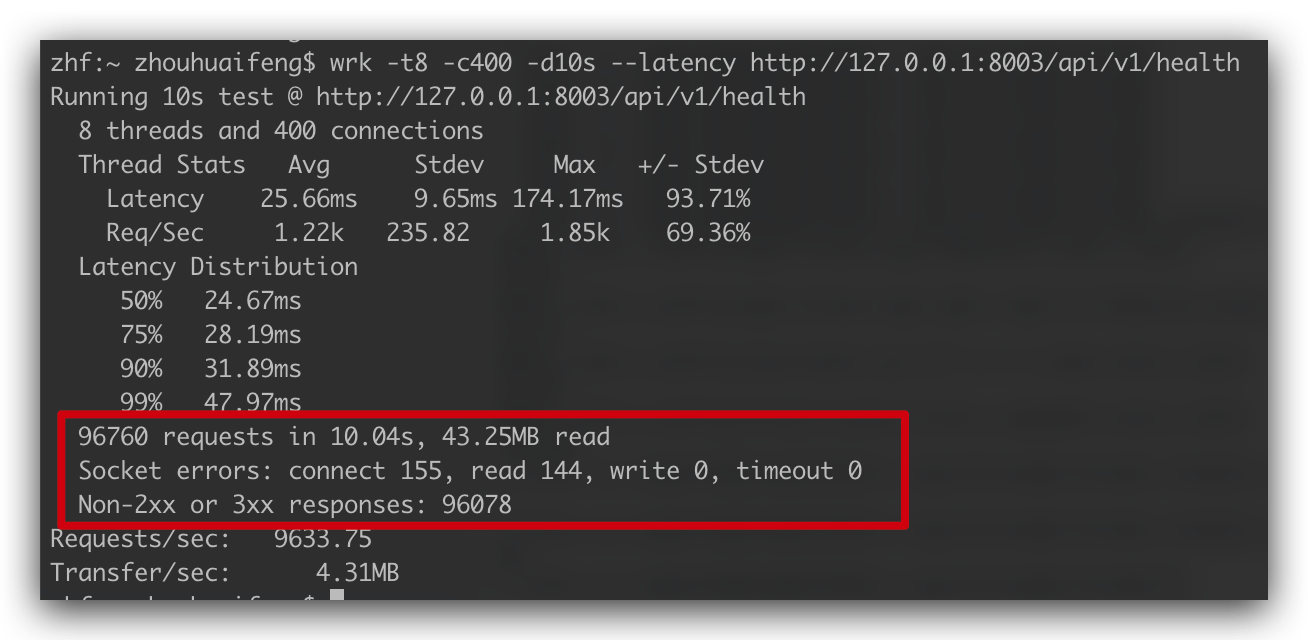 zhf:~ zhouhuaifeng$ wrk -t8 -c400 -d10s --latency http://127.0.0.1:8003/api/v1/health
Running 10s test @ http://127.0.0.1:8003/api/v1/health
8 threads and 400 connections
Thread Stats Avg Stdev Max +/- Stdev
Latency 25.66ms 9.65ms 174.17ms 93.71%
Req/Sec 1.22k 235.82 1.85k 69.36%
Latency Distribution
50% 24.67ms
75% 28.19ms
90% 31.89ms
99% 47.97ms
96760 requests in 10.04s, 43.25MB read
Socket errors: connect 155, read 144, write 0, timeout 0
Non-2xx or 3xx responses: 96078
Requests/sec: 9633.75
Transfer/sec: 4.31MB